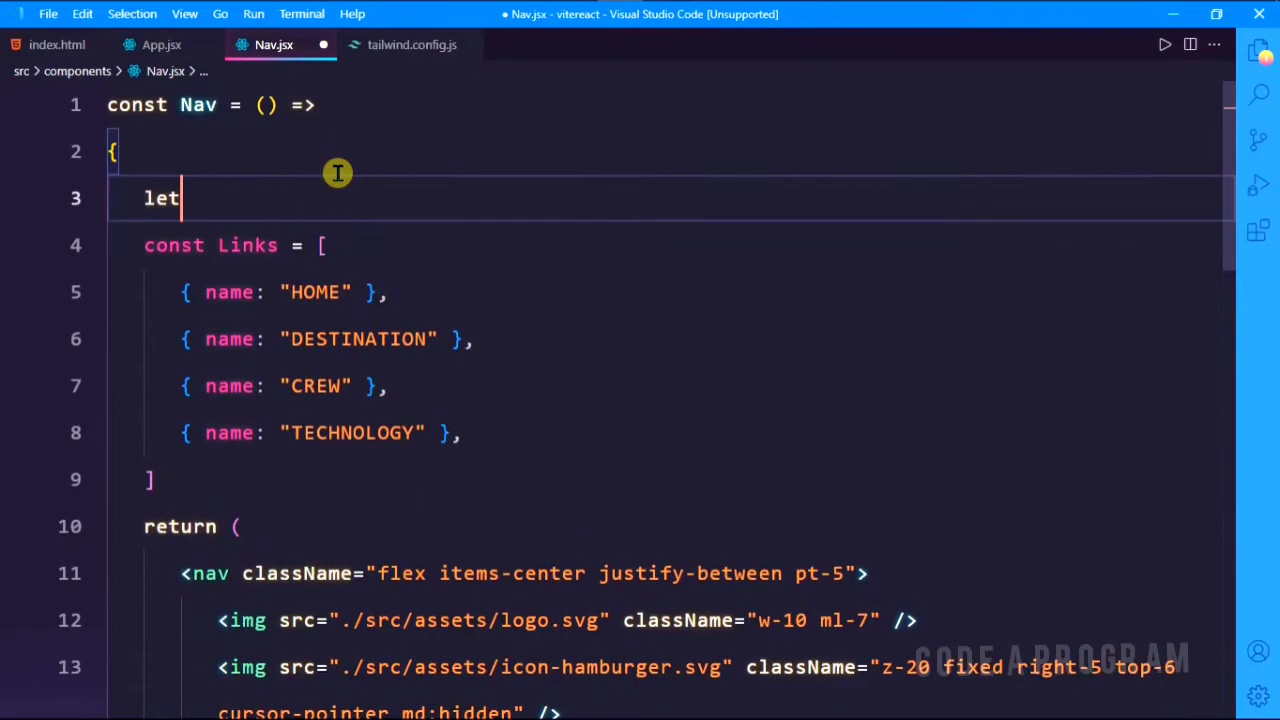 File Edit Selection View Go Run Terminal Help ● Nav.jsx - vitereact - Visual Studio Code [Unsupported]
index.html App.jsx Nav.jsx tailwind.config.js
src > components > Nav.jsx > ...
1 const Nav = () =>
2 {
3 let
4 const Links = [
5 { name: "HOME" },
6 { name: "DESTINATION" },
7 { name: "CREW" },
8 { name: "TECHNOLOGY" },
9 ]
10 return (
11 <nav className="flex items-center justify-between pt-5">
12 <img src="./src/assets/logo.svg" className="w-10 ml-7" />
13 <img src="./src/assets/icon-hamburger.svg" className="z-20 fixed right-5 top-6
cursor-pointer md:hidden" />
CODE A PROGRAM